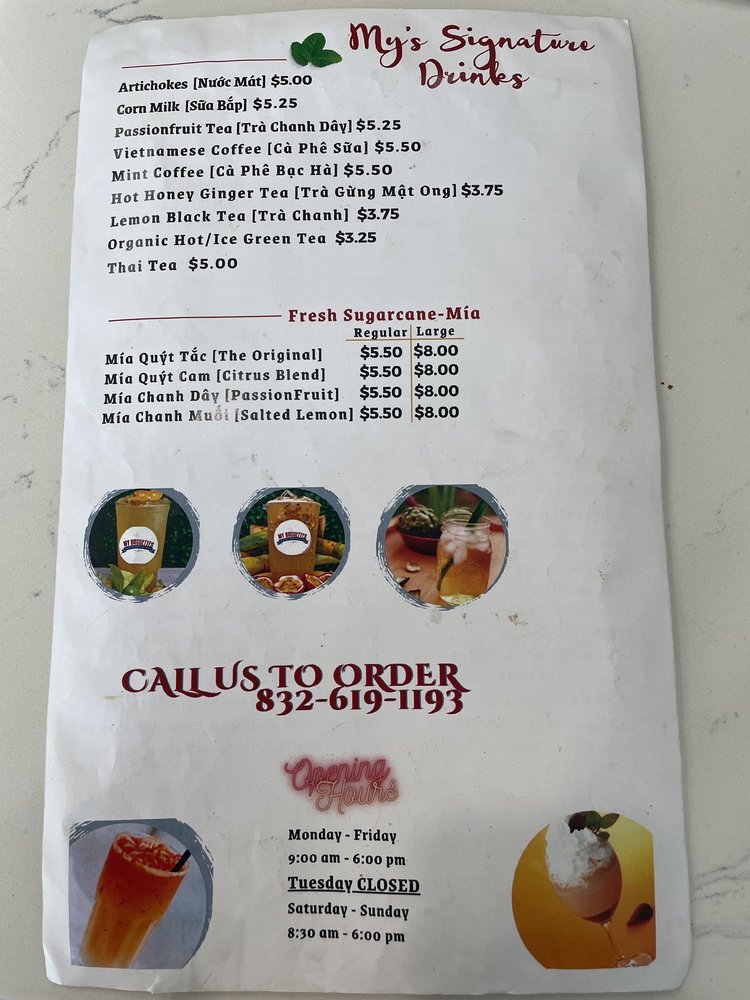 My's Signature
Drinks
Artichokes [Nước Mát] $5.00
Corn Milk [Sữa Bắp] $5.25
Passionfruit Tea [Trà Chanh Dây] $5.25
Vietnamese Coffee [Cà Phê Sữa] $5.50
Mint Coffee [Cà Phê Bạc Hà] $5.50
Hot Honey Ginger Tea [Trà Gừng Mật Ong] $3.75
Lemon Black Tea [Trà Chanh] $3.75
Organic Hot/Ice Green Tea $3.25
Thai Tea $5.00
Fresh Sugarcane-Mía
Regular Large
Mía Quýt Tắc [The Original] $5.50 $8.00
Mía Quýt Cam [Citrus Blend] $5.50 $8.00
Mía Chanh Dây [PassionFruit] $5.50 $8.00
Mía Chanh Muối [Salted Lemon] $5.50 $8.00
MY BAGUETTES
MY BAGUETTES
CALL US TO ORDER
832-619-1193
Opening
Hours
Monday - Friday
9:00 am - 6:00 pm
Tuesday CLOSED
Saturday - Sunday
8:30 am - 6:00 pm